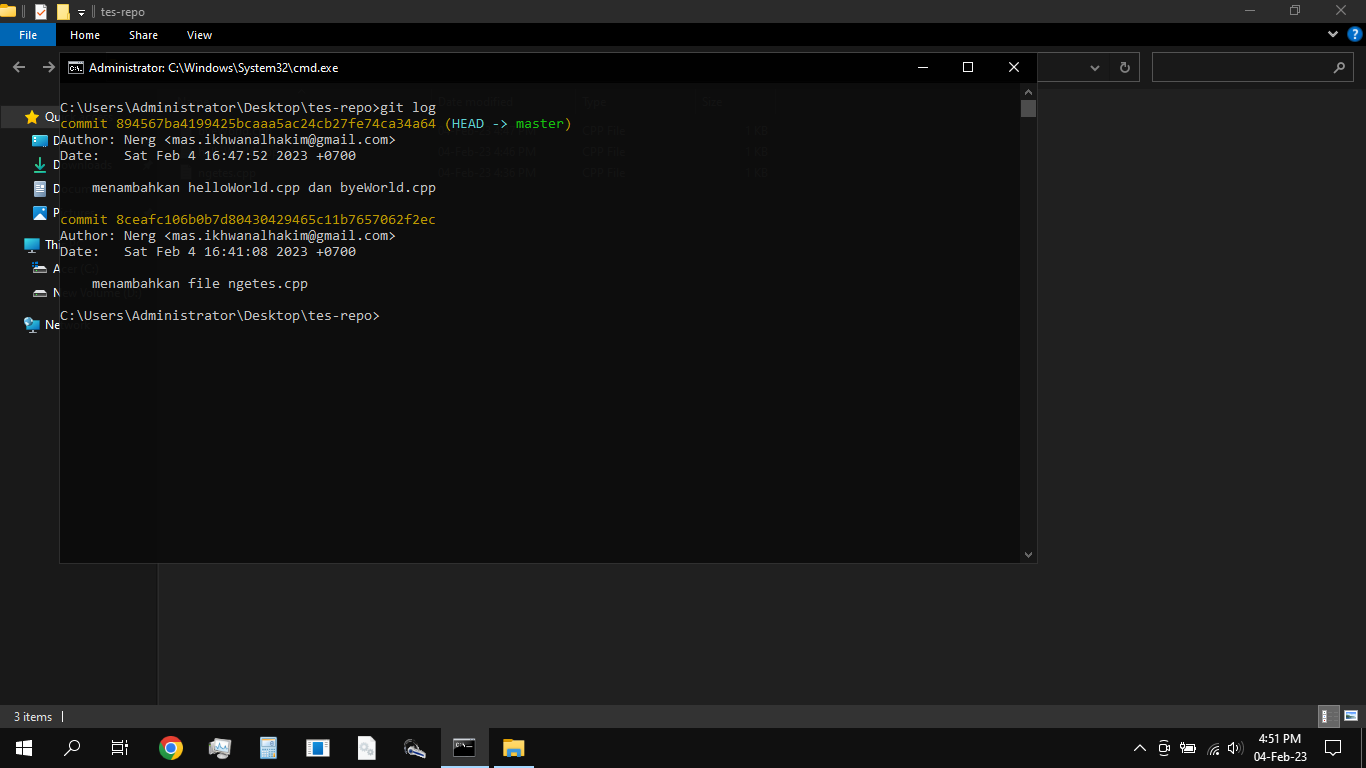 tes-repo
File Home Share View
Administrator: C:\Windows\System32\cmd.exe
C:\Users\Administrator\Desktop\tes-repo>git log
commit 894567ba4199425bcaaa5ac24cb27fe74ca34a64 (HEAD -> master)
Author: Nerg <mas.ikhwanalhakim@gmail.com>
Date: Sat Feb 4 16:47:52 2023 +0700
menambahkan helloWorld.cpp dan byeWorld.cpp
commit 8ceafc106b0b7d80430429465c11b7657062f2ec
Author: Nerg <mas.ikhwanalhakim@gmail.com>
Date: Sat Feb 4 16:41:08 2023 +0700
menambahkan file ngetes.cpp
C:\Users\Administrator\Desktop\tes-repo>
3 items
4:51 PM
04-Feb-23